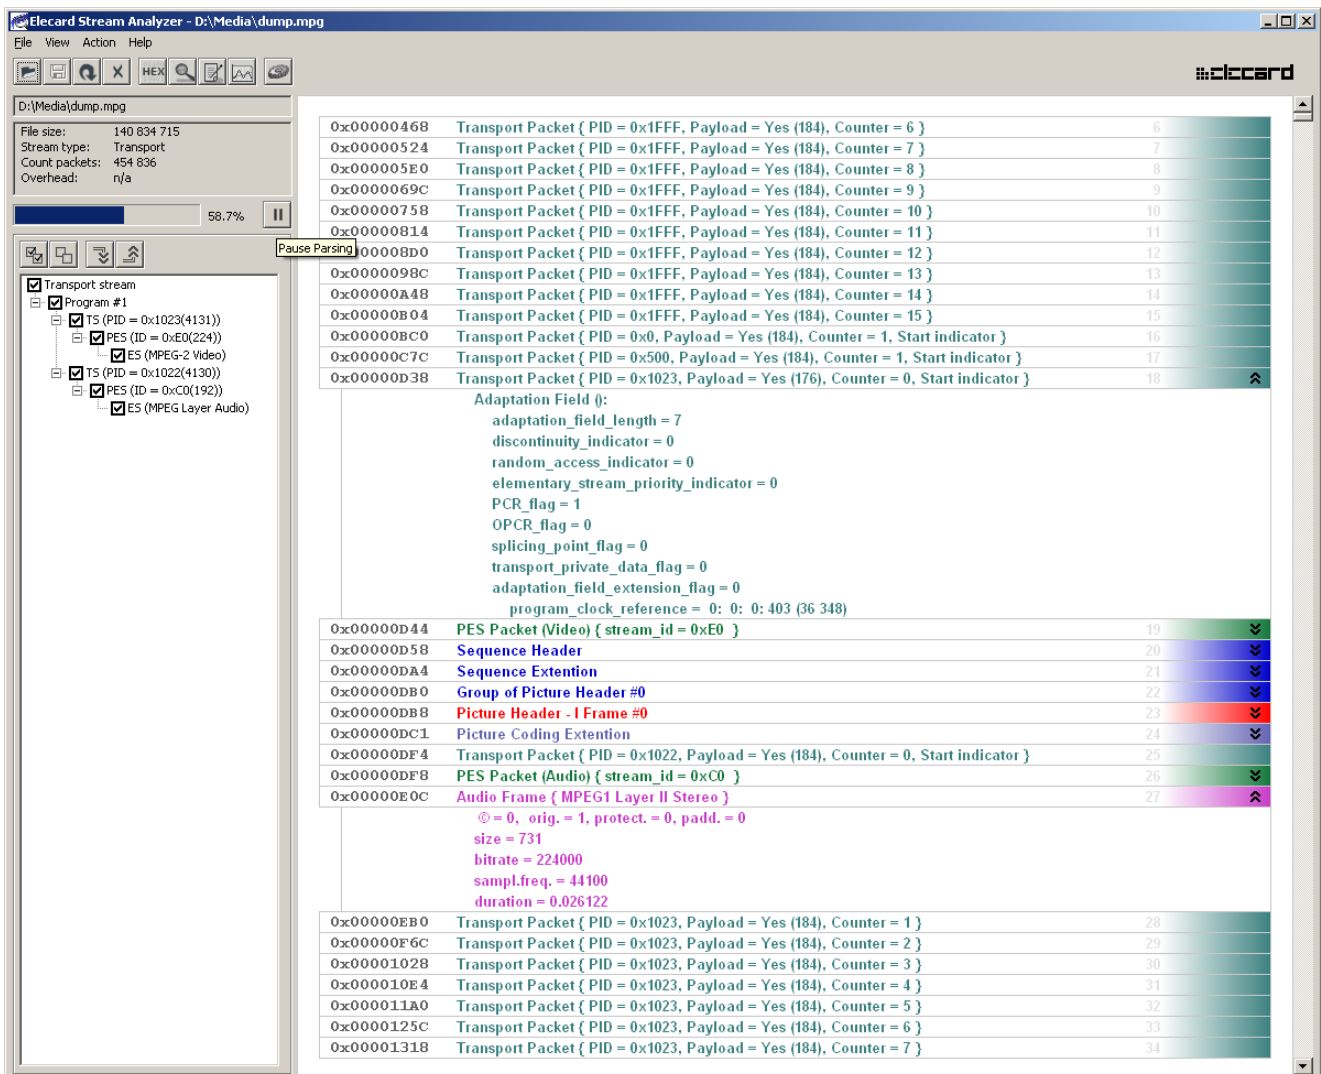 Elecard Stream Analyzer - D:\Media\dump.mpg
File View Action Help
HEX
elecard
D:\Media\dump.mpg
File size: 140 834 715
Stream type: Transport
Count packets: 454 836
Overhead: n/a
58.7%
Pause Parsing
Transport stream
Program #1
TS (PID = 0x1023(4131))
PES (ID = 0xE0(224))
ES (MPEG-2 Video)
TS (PID = 0x1022(4130))
PES (ID = 0xC0(192))
ES (MPEG Layer Audio)
0x00000468 Transport Packet { PID = 0x1FFF, Payload = Yes (184), Counter = 6 } 6
0x00000524 Transport Packet { PID = 0x1FFF, Payload = Yes (184), Counter = 7 } 7
0x000005E0 Transport Packet { PID = 0x1FFF, Payload = Yes (184), Counter = 8 } 8
0x0000069C Transport Packet { PID = 0x1FFF, Payload = Yes (184), Counter = 9 } 9
0x00000758 Transport Packet { PID = 0x1FFF, Payload = Yes (184), Counter = 10 } 10
0x00000814 Transport Packet { PID = 0x1FFF, Payload = Yes (184), Counter = 11 } 11
00008D0 Transport Packet { PID = 0x1FFF, Payload = Yes (184), Counter = 12 } 12
0x0000098C Transport Packet { PID = 0x1FFF, Payload = Yes (184), Counter = 13 } 13
0x00000A48 Transport Packet { PID = 0x1FFF, Payload = Yes (184), Counter = 14 } 14
0x00000B04 Transport Packet { PID = 0x1FFF, Payload = Yes (184), Counter = 15 } 15
0x00000BC0 Transport Packet { PID = 0x0, Payload = Yes (184), Counter = 1, Start indicator } 16
0x00000C7C Transport Packet { PID = 0x500, Payload = Yes (184), Counter = 1, Start indicator } 17
0x00000D38 Transport Packet { PID = 0x1023, Payload = Yes (176), Counter = 0, Start indicator } 18
Adaptation Field ():
adaptation_field_length = 7
discontinuity_indicator = 0
random_access_indicator = 0
elementary_stream_priority_indicator = 0
PCR_flag = 1
OPCR_flag = 0
splicing_point_flag = 0
transport_private_data_flag = 0
adaptation_field_extension_flag = 0
program_clock_reference = 0: 0: 0: 403 (36 348)
0x00000D44 PES Packet (Video) { stream_id = 0xE0 } 19
0x00000D58 Sequence Header 20
0x00000DA4 Sequence Extention 21
0x00000DB0 Group of Picture Header #0 22
0x00000DB8 Picture Header - I Frame #0 23
0x00000DC1 Picture Coding Extention 24
0x00000DF4 Transport Packet { PID = 0x1022, Payload = Yes (184), Counter = 0, Start indicator } 25
0x00000DF8 PES Packet (Audio) { stream_id = 0xC0 } 26
0x00000E0C Audio Frame { MPEG1 Layer II Stereo } 27
© = 0, orig. = 1, protect. = 0, padd. = 0
size = 731
bitrate = 224000
sampl.freq. = 44100
duration = 0.026122
0x00000EB0 Transport Packet { PID = 0x1023, Payload = Yes (184), Counter = 1 } 28
0x00000F6C Transport Packet { PID = 0x1023, Payload = Yes (184), Counter = 2 } 29
0x00001028 Transport Packet { PID = 0x1023, Payload = Yes (184), Counter = 3 } 30
0x000010E4 Transport Packet { PID = 0x1023, Payload = Yes (184), Counter = 4 } 31
0x000011A0 Transport Packet { PID = 0x1023, Payload = Yes (184), Counter = 5 } 32
0x0000125C Transport Packet { PID = 0x1023, Payload = Yes (184), Counter = 6 } 33
0x00001318 Transport Packet { PID = 0x1023, Payload = Yes (184), Counter = 7 } 34